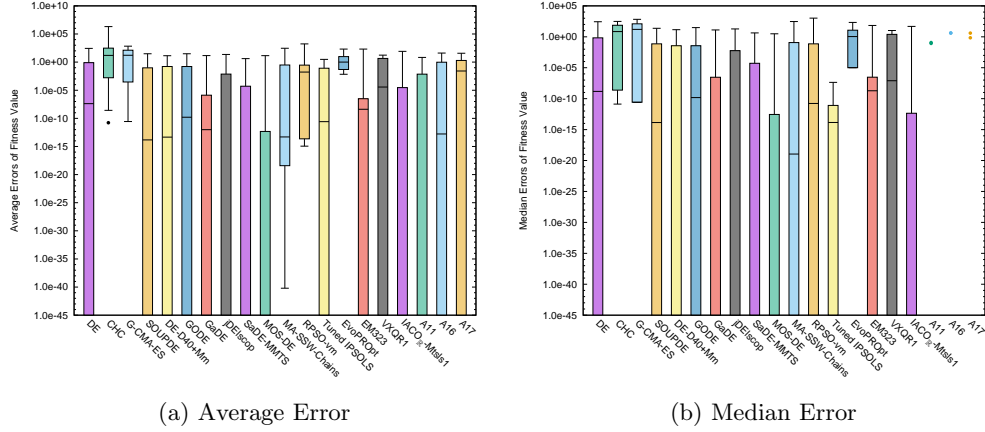 Average Errors of Fitness Value
1.0e+10
1.0e+05
1.0e+00
1.0e-05
1.0e-10
1.0e-15
1.0e-20
1.0e-25
1.0e-30
1.0e-35
1.0e-40
1.0e-45
DE
CHC
G-CMA-ES
SOUPDE
DE-D40+Mm
GODE
GaDE
jDElscop
SaDE-MMTS
MOS-DE
MA-SSW-Chains
RPSO-vm
Tuned IPSOLS
EvoPROpt
EM323
VXQR1
IACOℝ-Mtsls1
A11
A16
A17
(a) Average Error
Median Errors of Fitness Value
1.0e+05
1.0e+00
1.0e-05
1.0e-10
1.0e-15
1.0e-20
1.0e-25
1.0e-30
1.0e-35
1.0e-40
1.0e-45
DE
CHC
G-CMA-ES
SOUPDE
DE-D40+Mm
GODE
GaDE
jDElscop
SaDE-MMTS
MOS-DE
MA-SSW-Chains
RPSO-vm
Tuned IPSOLS
EvoPROpt
EM323
VXQR1
IACOℝ-Mtsls1
A11
A16
A17
(b) Median Error